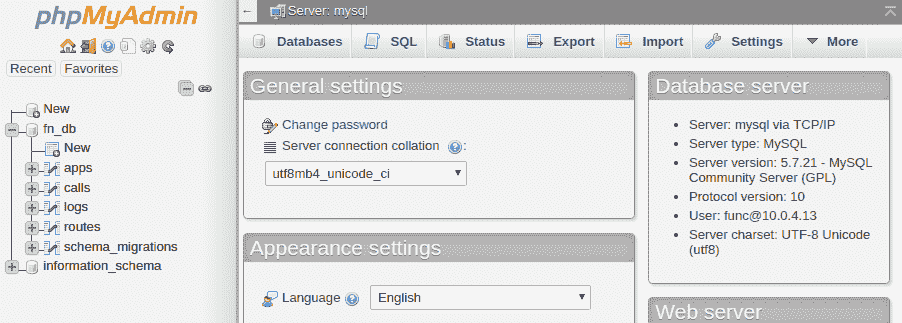 phpMyAdmin
Recent Favorites
New
fn_db
New
apps
calls
logs
routes
schema_migrations
information_schema
Server: mysql
Databases SQL Status Export Import Settings More
General settings
Change password
Server connection collation :
utf8mb4_unicode_ci
Appearance settings
Language English
Database server
Server: mysql via TCP/IP
Server type: MySQL
Server version: 5.7.21 - MySQL
Community Server (GPL)
Protocol version: 10
User: func@10.0.4.13
Server charset: UTF-8 Unicode
(utf8)
Web server